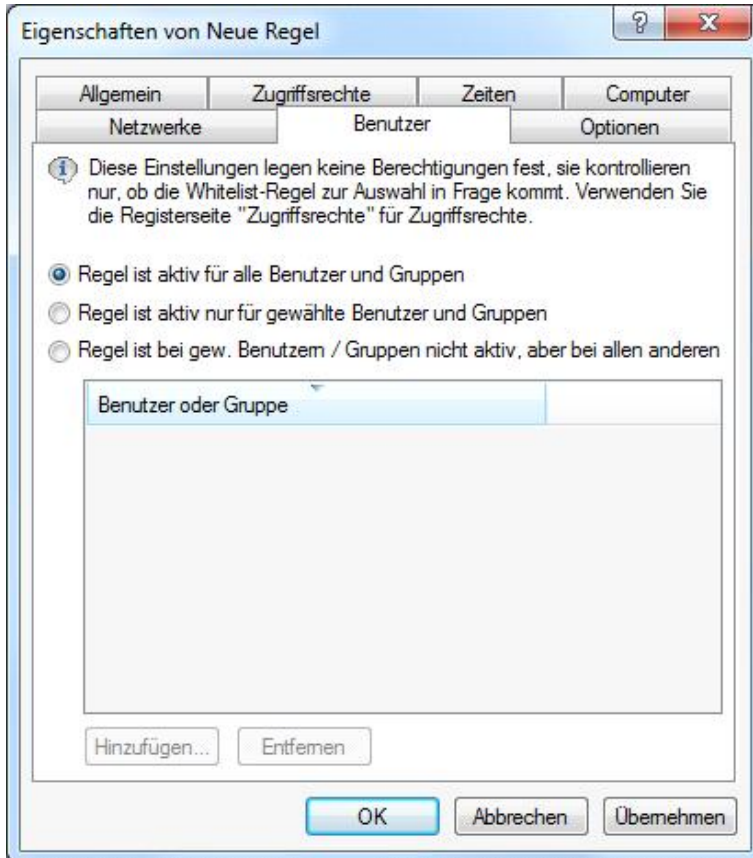 Eigenschaften von Neue Regel
Allgemein Zugriffsrechte Zeiten Computer
Netzwerke Benutzer Optionen
Diese Einstellungen legen keine Berechtigungen fest, sie kontrollieren
nur, ob die Whitelist-Regel zur Auswahl in Frage kommt. Verwenden Sie
die Registerseite "Zugriffsrechte" für Zugriffsrechte.
Regel ist aktiv für alle Benutzer und Gruppen
Regel ist aktiv nur für gewählte Benutzer und Gruppen
Regel ist bei gew. Benutzern / Gruppen nicht aktiv, aber bei allen anderen
Benutzer oder Gruppe
Hinzufügen... Entfernen
OK Abbrechen Übernehmen